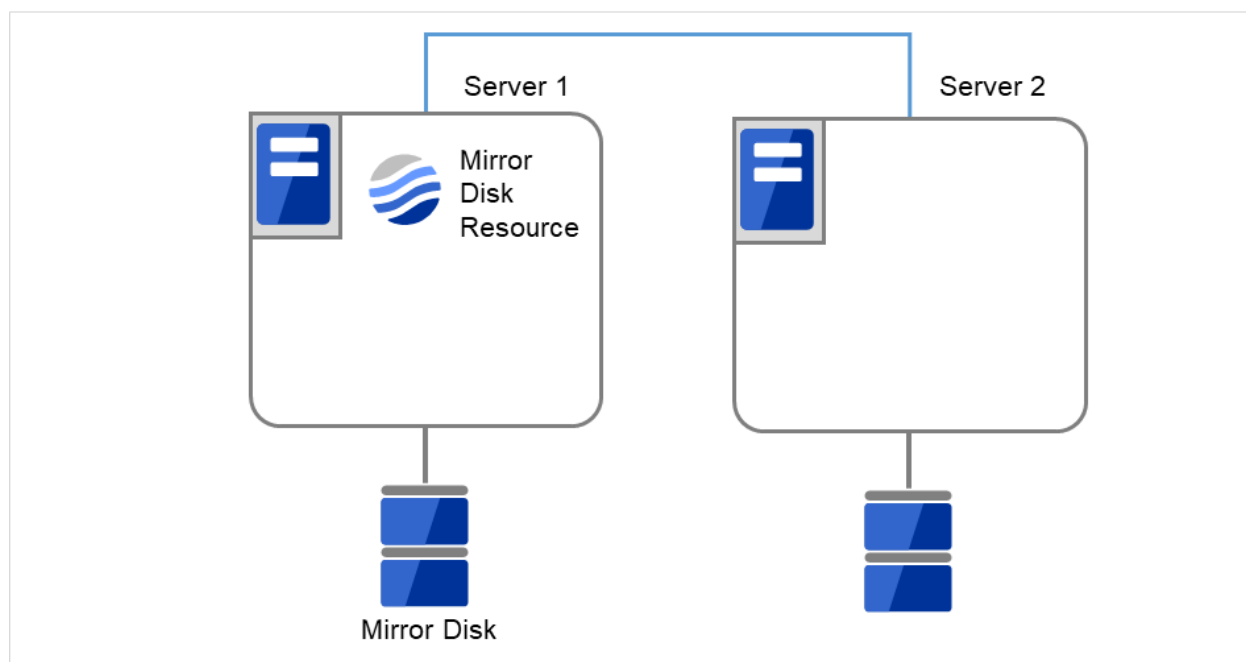 Server 1
Server 2
Mirror
Disk
Resource
Mirror Disk